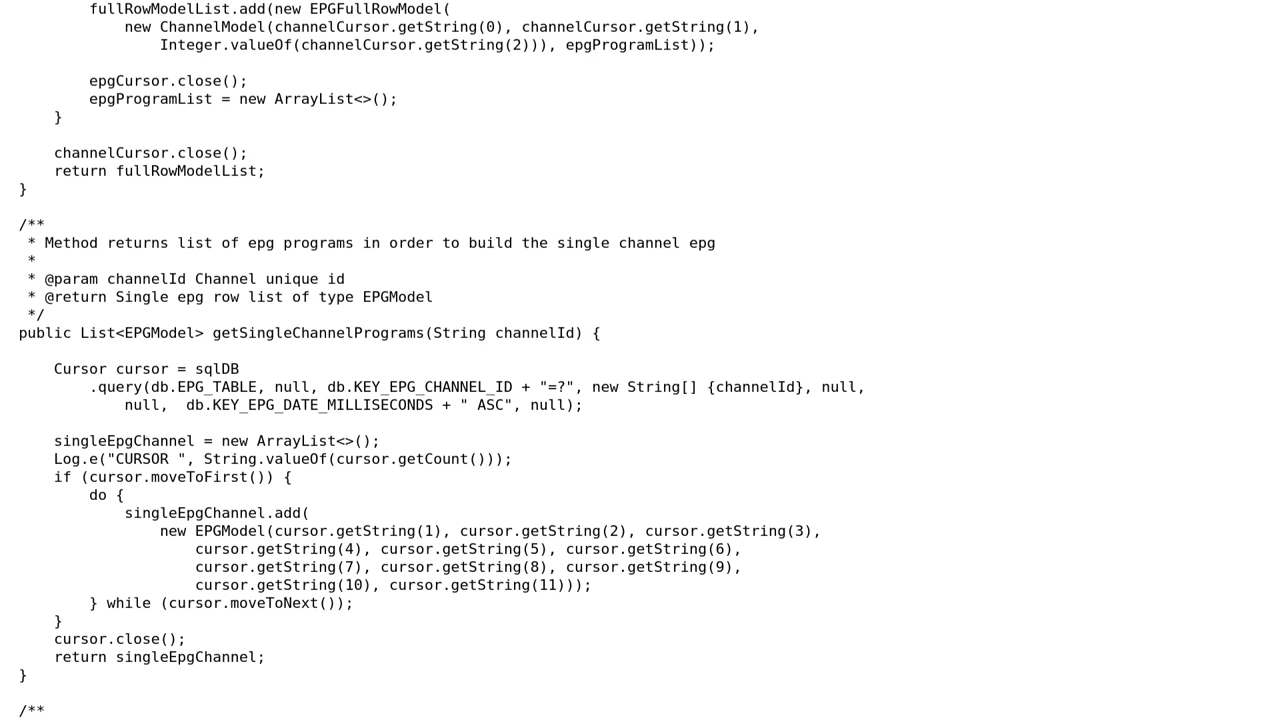 fullRowModelList.add(new EPGFullRowModel(
            new ChannelModel(channelCursor.getString(0), channelCursor.getString(1),
                Integer.valueOf(channelCursor.getString(2))), epgProgramList));

        epgCursor.close();
        epgProgramList = new ArrayList<>();
    }

    channelCursor.close();
    return fullRowModelList;
}

/**
 * Method returns list of epg programs in order to build the single channel epg
 *
 * @param channelId Channel unique id
 * @return Single epg row list of type EPGModel
 */
public List<EPGModel> getSingleChannelPrograms(String channelId) {

    Cursor cursor = sqlDB
        .query(db.EPG_TABLE, null, db.KEY_EPG_CHANNEL_ID + "=?", new String[] {channelId}, null,
            null,  db.KEY_EPG_DATE_MILLISECONDS + " ASC", null);

    singleEpgChannel = new ArrayList<>();
    Log.e("CURSOR ", String.valueOf(cursor.getCount()));
    if (cursor.moveToFirst()) {
        do {
            singleEpgChannel.add(
                new EPGModel(cursor.getString(1), cursor.getString(2), cursor.getString(3),
                    cursor.getString(4), cursor.getString(5), cursor.getString(6),
                    cursor.getString(7), cursor.getString(8), cursor.getString(9),
                    cursor.getString(10), cursor.getString(11)));
        } while (cursor.moveToNext());
    }
    cursor.close();
    return singleEpgChannel;
}

/**